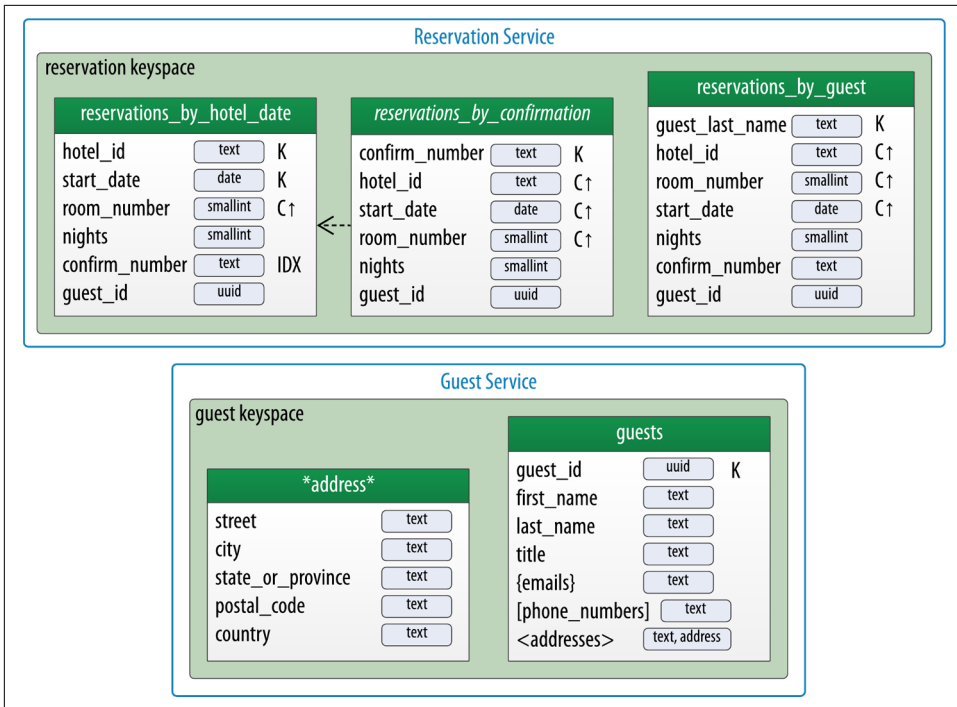 Reservation Service
reservation keyspace
reservations_by_hotel_date
hotel_id text K
start_date date K
room_number smallint C↑
nights smallint
confirm_number text IDX
guest_id uuid
reservations_by_confirmation
confirm_number text K
hotel_id text C↑
start_date date C↑
room_number smallint C↑
nights smallint
guest_id uuid
reservations_by_guest
guest_last_name text K
hotel_id text C↑
room_number smallint C↑
start_date date C↑
nights smallint
confirm_number text
guest_id uuid
Guest Service
guest keyspace
*address*
street text
city text
state_or_province text
postal_code text
country text
guests
guest_id uuid K
first_name text
last_name text
title text
{emails} text
[phone_numbers] text
<addresses> text, address